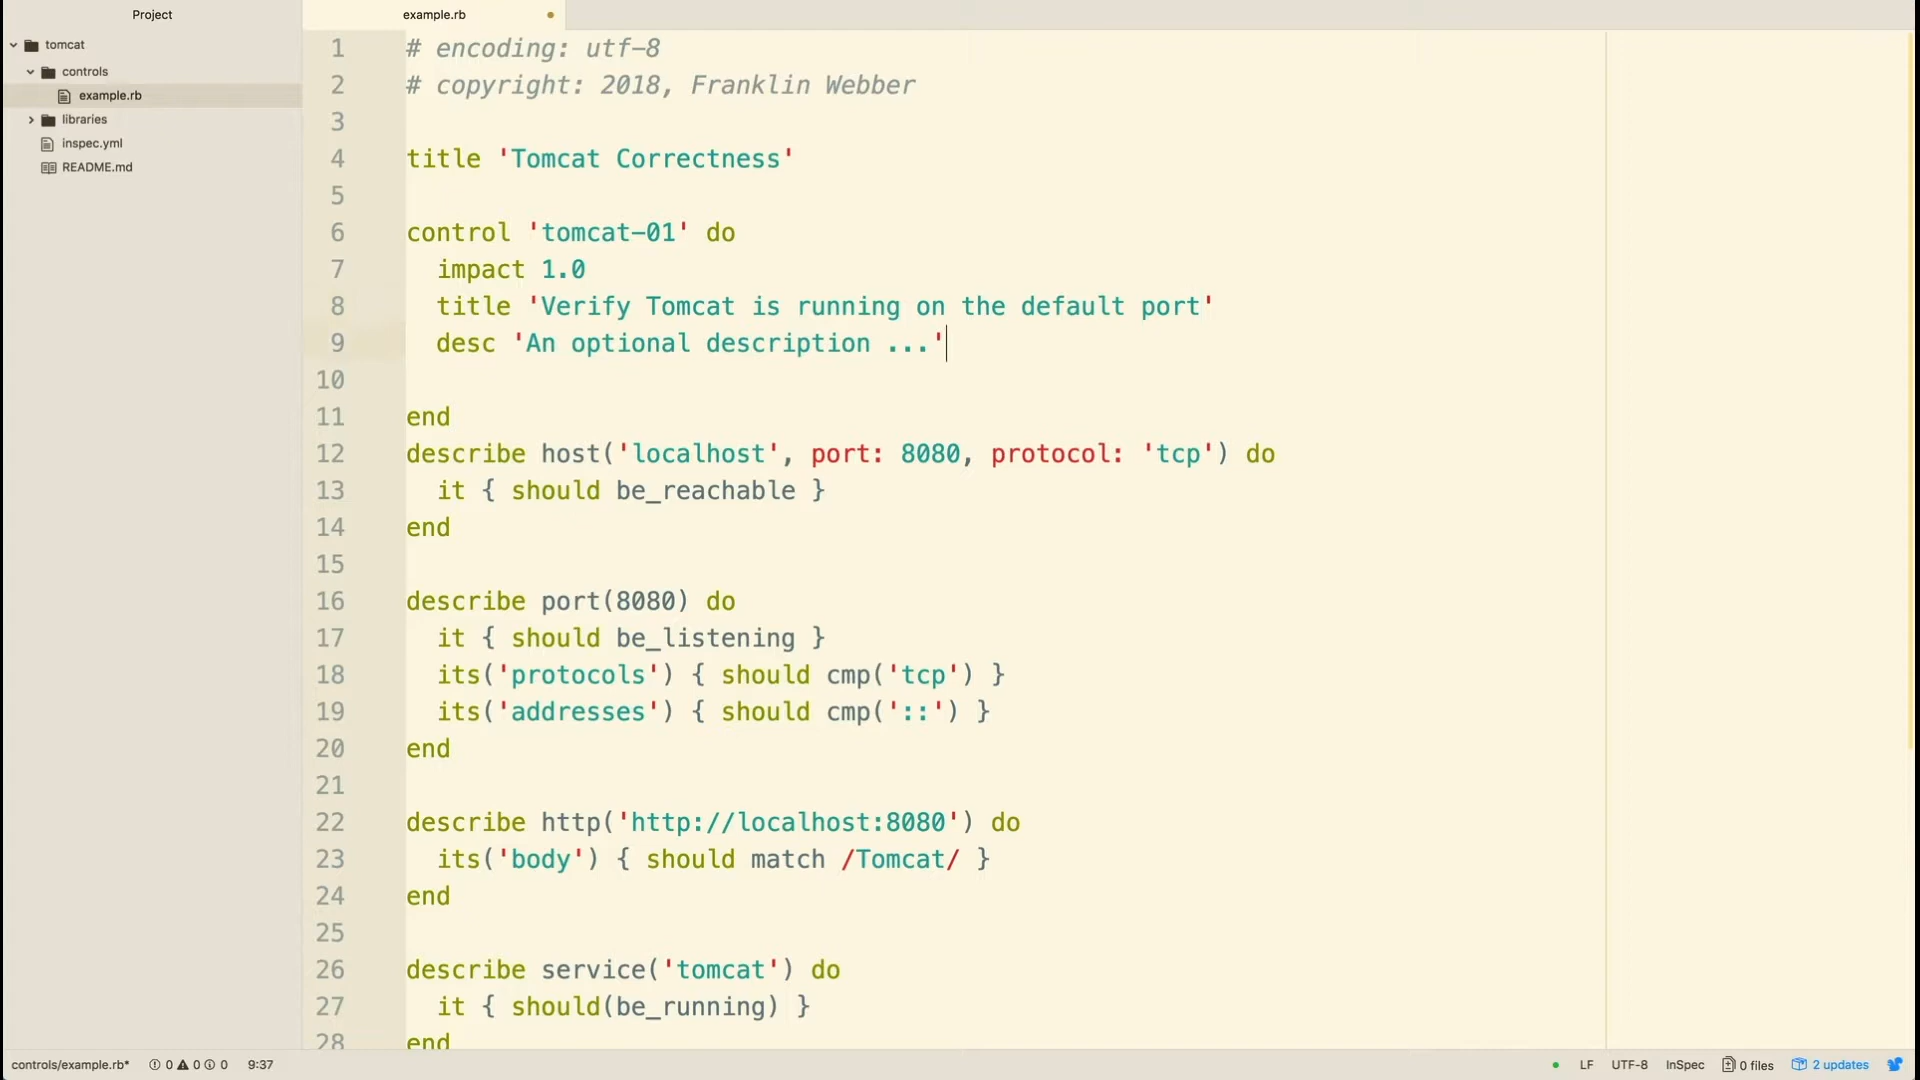 Project
example.rb
tomcat
controls
example.rb
libraries
inspec.yml
README.md
1 # encoding: utf-8
2 # copyright: 2018, Franklin Webber
3
4 title 'Tomcat Correctness'
5
6 control 'tomcat-01' do
7   impact 1.0
8   title 'Verify Tomcat is running on the default port'
9   desc 'An optional description ...'
10
11 end
12 describe host('localhost', port: 8080, protocol: 'tcp') do
13   it { should be_reachable }
14 end
15
16 describe port(8080) do
17   it { should be_listening }
18   its('protocols') { should cmp('tcp') }
19   its('addresses') { should cmp('::') }
20 end
21
22 describe http('http://localhost:8080') do
23   its('body') { should match /Tomcat/ }
24 end
25
26 describe service('tomcat') do
27   it { should(be_running) }
28 end
controls/example.rb* 0 0 0 9:37 LF UTF-8 InSpec 0 files 2 updates